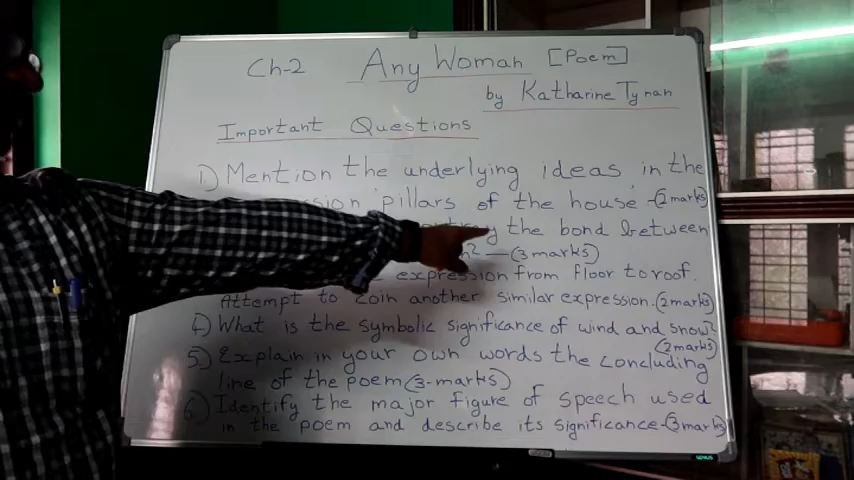 Ch-2 Any Woman [Poem]
by Katharine Tynan
Important Questions
1) Mention the underlying ideas in the
pillars of the house -(2marks)
the bond between
—(3marks)
expression from floor to roof.
Attempt to coin another similar expression.(2marks)
4) What is the symbolic significance of wind and snow?
(2marks)
5) Explain in your own words the concluding
line of the poem(3-marks)
6) Identify the major figure of speech used
in the poem and describe its significance-(3marks)